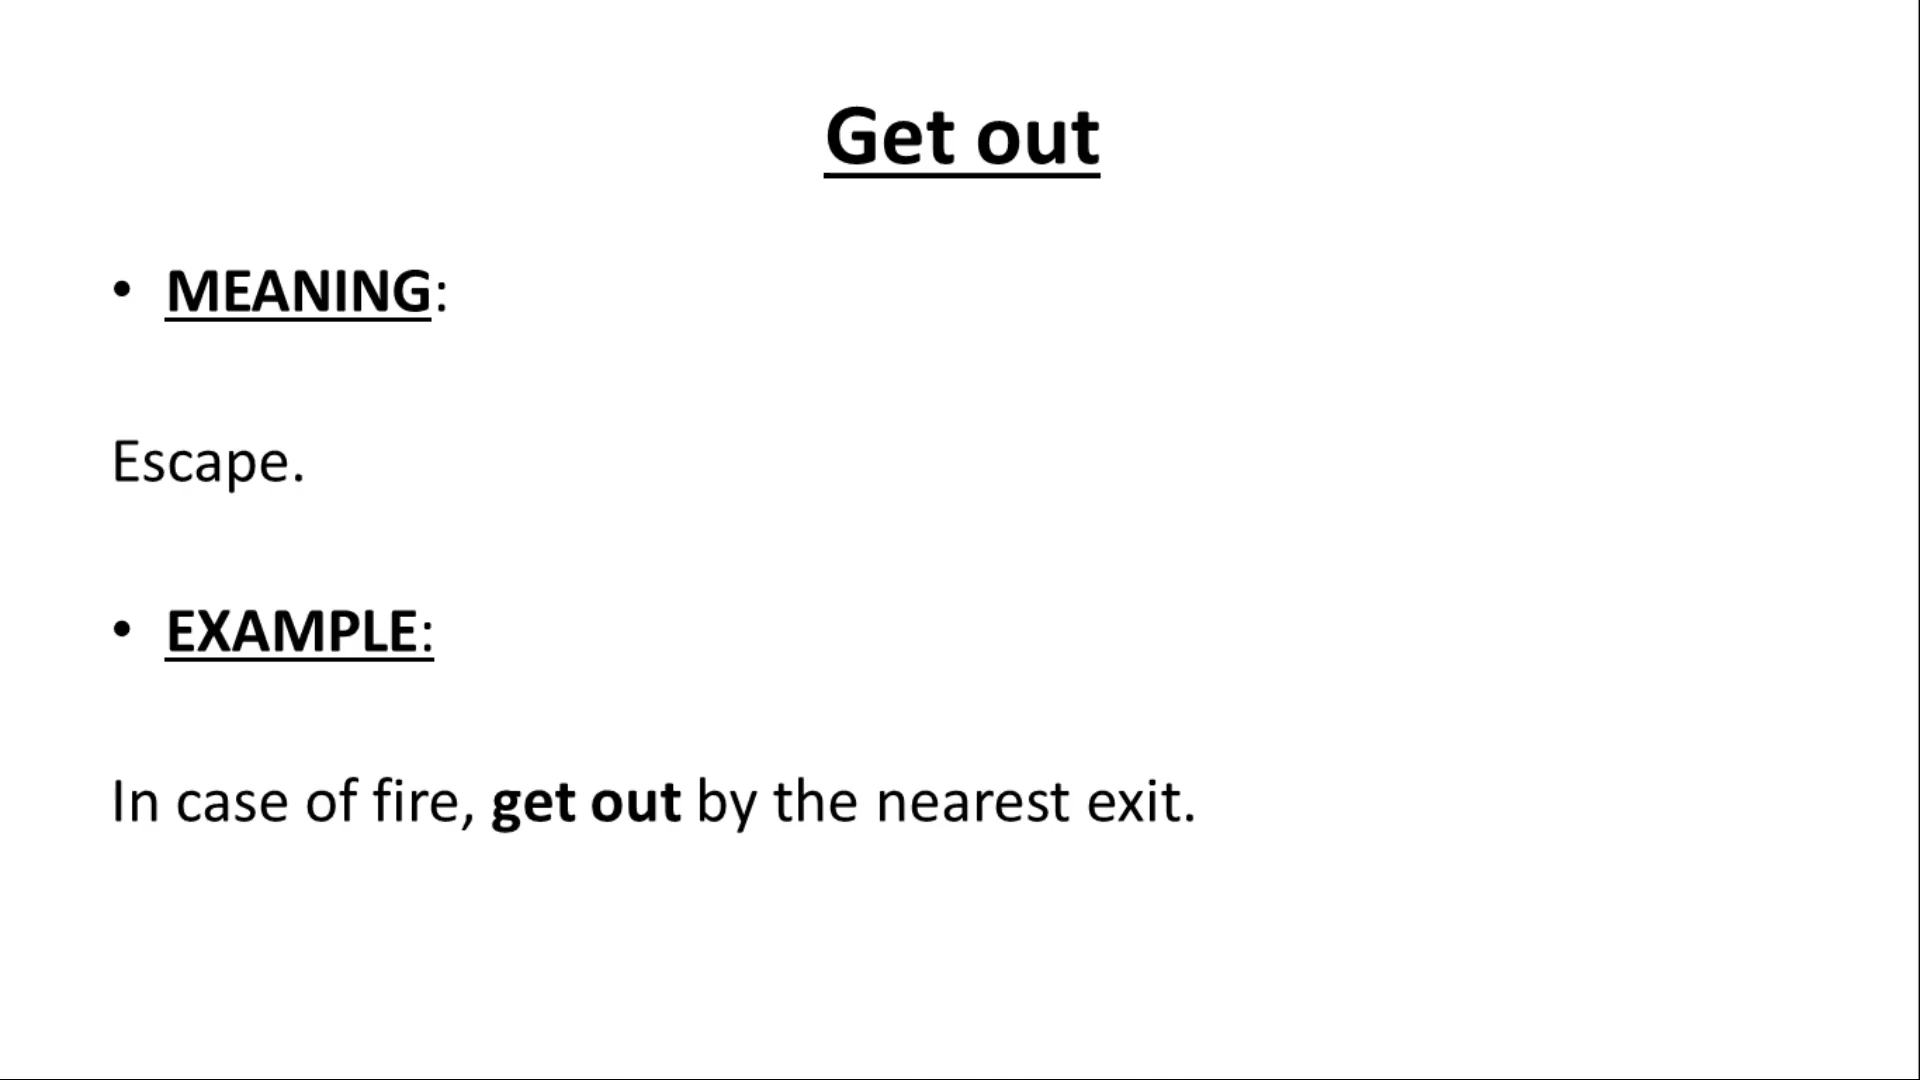 Get out
• MEANING:
Escape.
• EXAMPLE:
In case of fire, get out by the nearest exit.